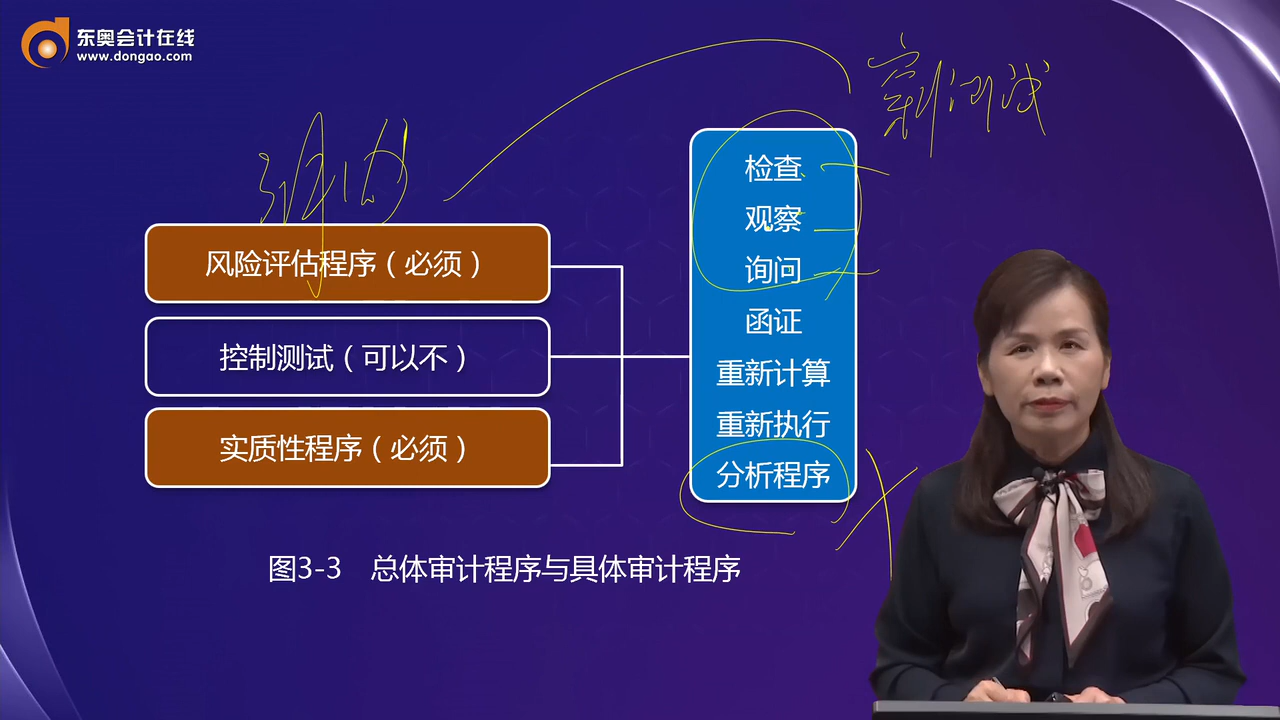 东奥会计在线
www.dongao.com
风险评估程序（必须）
控制测试（可以不）
实质性程序（必须）
检查
观察
询问
函证
重新计算
重新执行
分析程序
图3-3 总体审计程序与具体审计程序